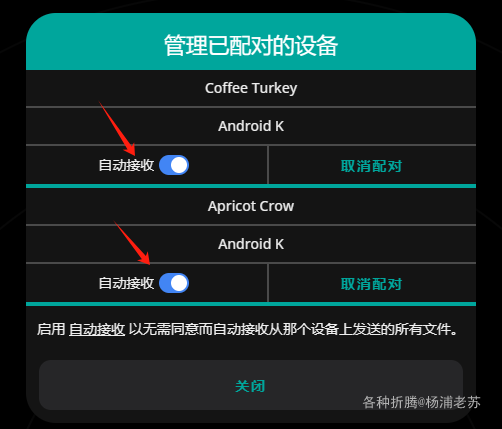 管理已配对的设备
Coffee Turkey
Android K
自动接收 取消配对
Apricot Crow
Android K
自动接收 取消配对
启用 自动接收 以无需同意而自动接收从那个设备上发送的所有文件。
关闭
各种折腾@杨浦老苏